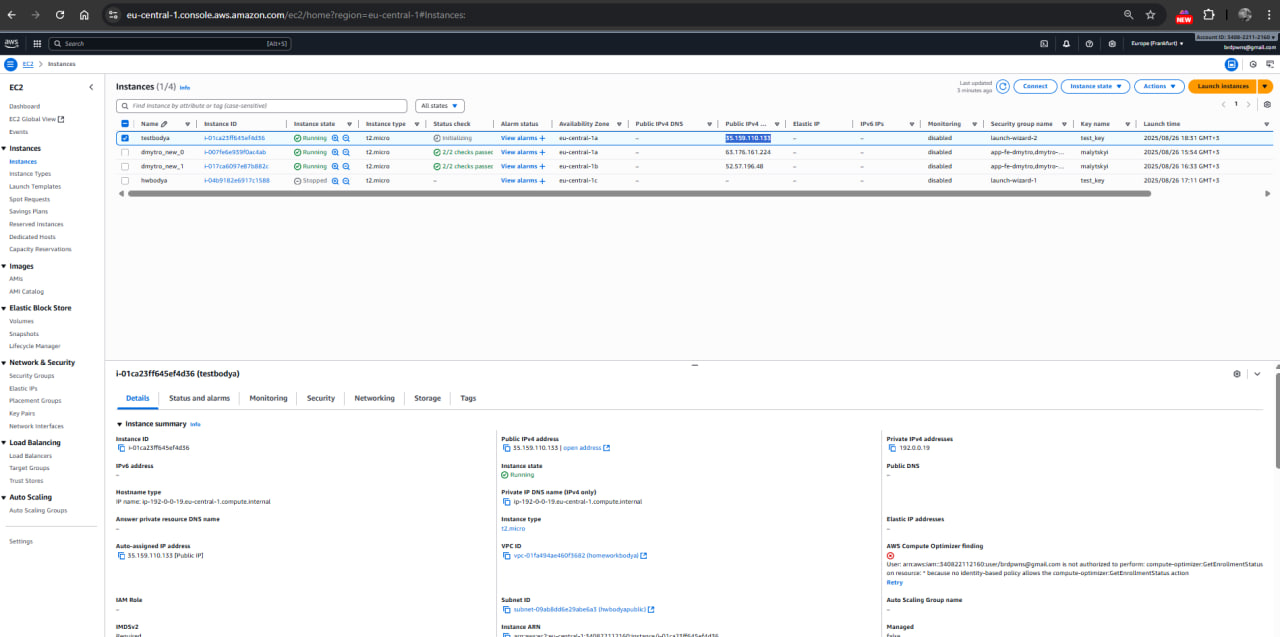 eu-central-1.console.aws.amazon.com/ec2/home?region=eu-central-1#Instances:
NEW
aws
Search [Alt+S]
Europe (Frankfurt)
Account ID: 3408-2211-2160
brdpwns@gmail.com
EC2 > Instances
EC2
Dashboard
EC2 Global View
Events
Instances
Instances
Instance Types
Launch Templates
Spot Requests
Savings Plans
Reserved Instances
Dedicated Hosts
Capacity Reservations
Images
AMIs
AMI Catalog
Elastic Block Store
Volumes
Snapshots
Lifecycle Manager
Network & Security
Security Groups
Elastic IPs
Placement Groups
Key Pairs
Network Interfaces
Load Balancing
Load Balancers
Target Groups
Trust Stores
Auto Scaling
Auto Scaling Groups
Settings
Instances (1/4) Info
Last updated
3 minutes ago
Connect
Instance state
Actions
Launch instances
Find Instance by attribute or tag (case-sensitive)
All states
1
Name Instance ID Instance state Instance type Status check Alarm status Availability Zone Public IPv4 DNS Public IPv4 ... Elastic IP IPv6 IPs Monitoring Security group name Key name Launch time
testbodya i-01ca23ff645ef4d36 Running t2.micro Initializing View alarms + eu-central-1a – 35.159.110.133 – – disabled launch-wizard-2 test_key 2025/08/26 18:31 GMT+3
dmytro_new_0 i-007fe6e939f0ac4ab Running t2.micro 2/2 checks passed View alarms + eu-central-1a – 63.176.161.224 – – disabled app-fe-dmytro,dmytro-... malytskyi 2025/08/26 15:54 GMT+3
dmytro_new_1 i-017ca6097e87b882c Running t2.micro 2/2 checks passed View alarms + eu-central-1b – 52.57.196.48 – – disabled app-fe-dmytro,dmytro-... malytskyi 2025/08/26 16:33 GMT+3
hwbodya i-04b9182e6917c1588 Stopped t2.micro – View alarms + eu-central-1c – – – – disabled launch-wizard-1 test_key 2025/08/26 17:11 GMT+3
i-01ca23ff645ef4d36 (testbodya)
Details Status and alarms Monitoring Security Networking Storage Tags
Instance summary Info
Instance ID
i-01ca23ff645ef4d36
Public IPv4 address
35.159.110.133 | open address
Private IPv4 addresses
192.0.0.19
IPv6 address
–
Instance state
Running
Public DNS
–
Hostname type
IP name: ip-192-0-0-19.eu-central-1.compute.internal
Private IP DNS name (IPv4 only)
ip-192-0-0-19.eu-central-1.compute.internal
Answer private resource DNS name
–
Instance type
t2.micro
Elastic IP addresses
–
Auto-assigned IP address
35.159.110.133 [Public IP]
VPC ID
vpc-01fa494ae460f3682 (homeworkbodya)
AWS Compute Optimizer finding
User: arn:aws:iam::340822112160:user/brdpwns@gmail.com is not authorized to perform: compute-optimizer:GetEnrollmentStatus
on resource: * because no identity-based policy allows the compute-optimizer:GetEnrollmentStatus action
Retry
IAM Role
–
Subnet ID
subnet-09ab8dd6e29abe6a3 (hwbodyapublic)
Auto Scaling Group name
–
IMDSv2
Required
Instance ARN
arn:aws:ec2:eu-central-1:340822112160:instance/i-01ca23ff645ef4d36
Managed
false